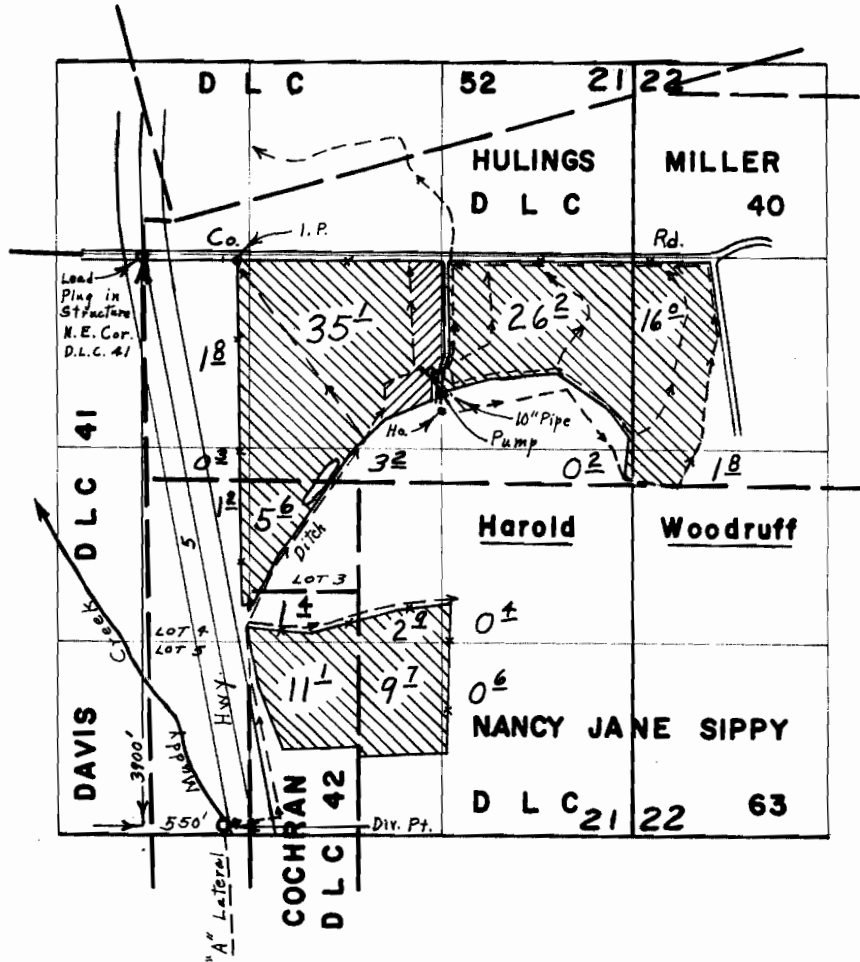 D L C 52 21 22
HULINGS MILLER
D L C 40
Co. I.P. Rd.
Lead
Plug in
Structure
N.E. Cor.
D.L.C. 41
35 1
26 2
16 0
1 8
10" Pipe
Pump
Ho.
DLC 41
3 2
0 2
1 8
1 2
5 6
Ditch
5
Harold Woodruff
LOT 3
1 4
2 9
0 4
LOT 4
LOT 5
Creek
Muddy
Hwy.
11 1
9 7
0 6
DAVIS
3900'
NANCY JANE SIPPY
D L C 21 22 63
550'
Div. Pt.
COCHRAN
DLC 42
"A" Lateral